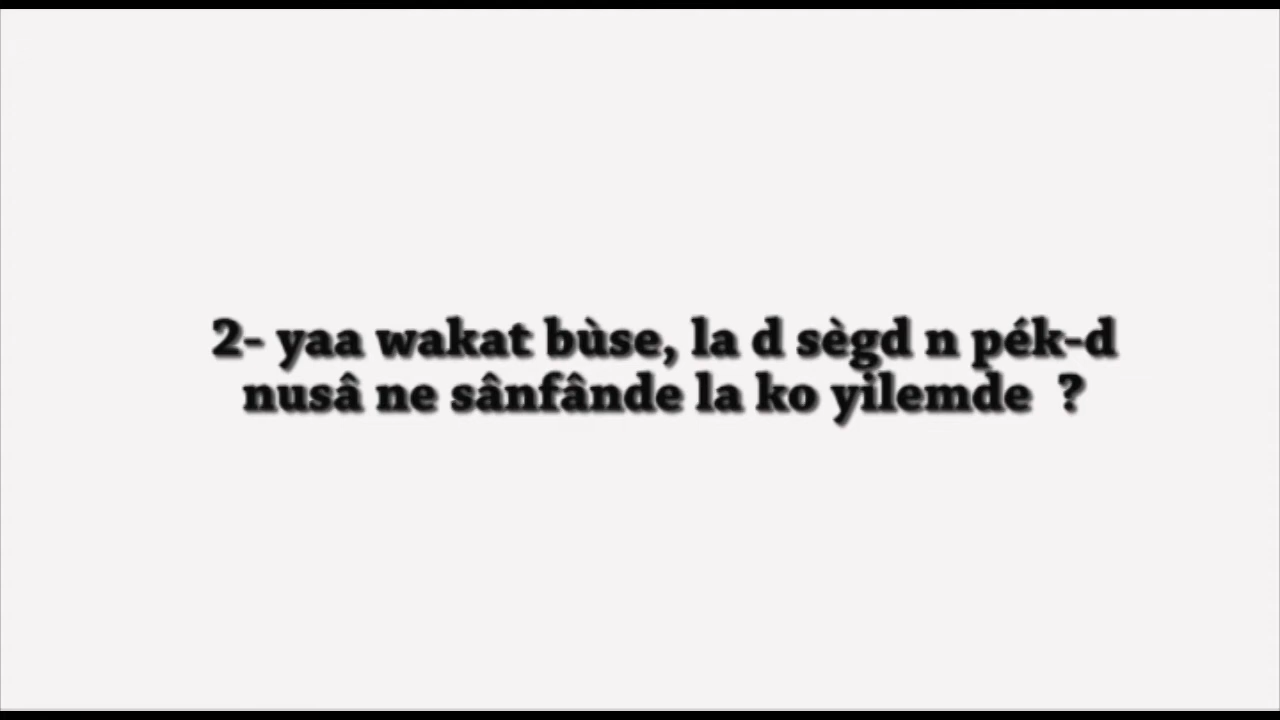 2- yaa wakat bùse, la d sègd n pék-d
nusâ ne sânfânde la ko yilemde ?